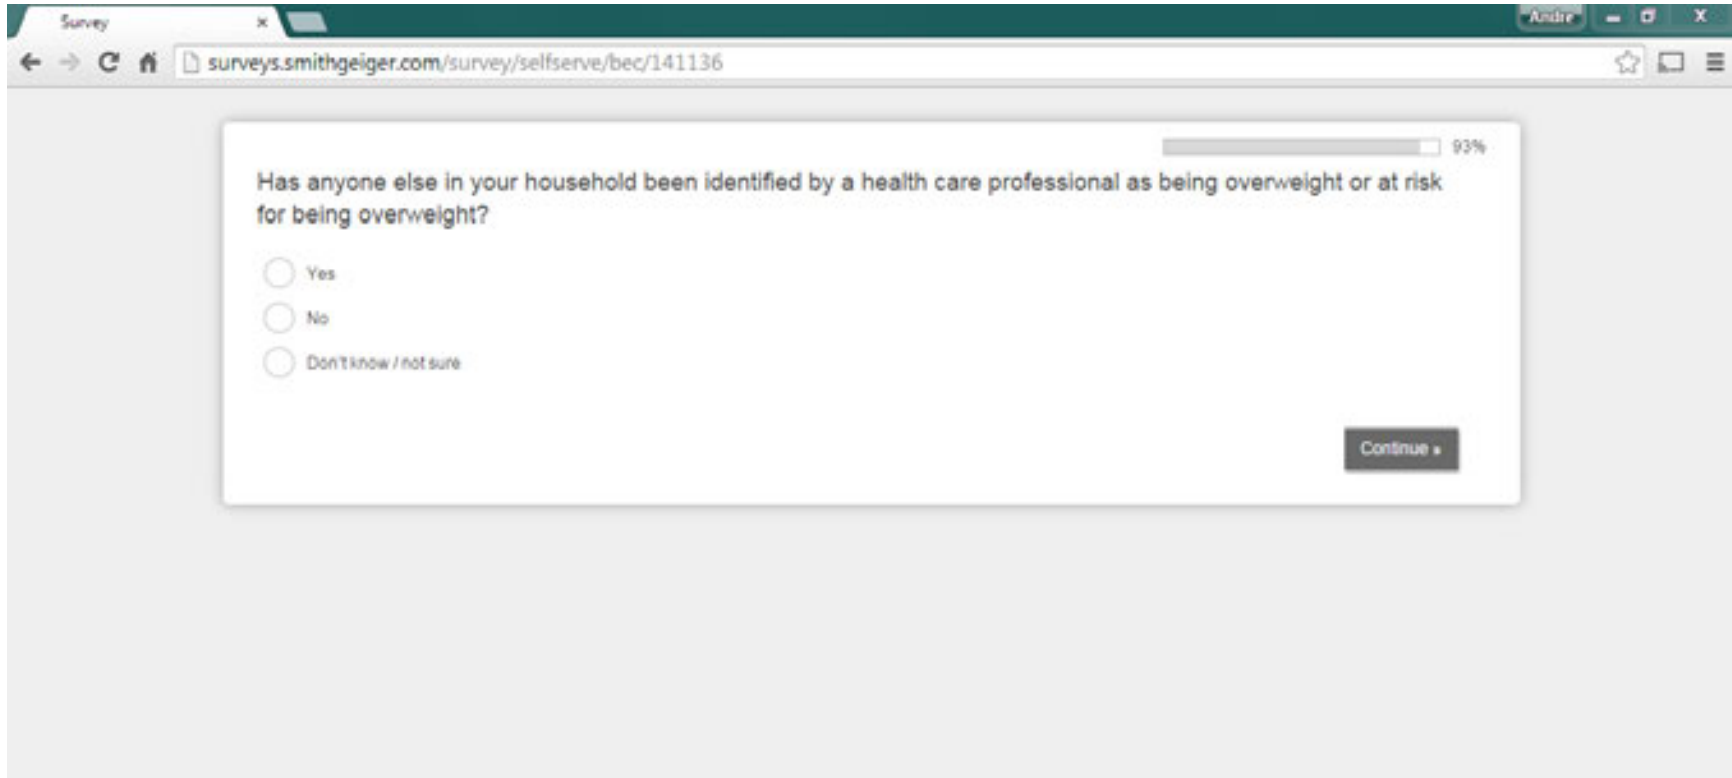 Survey
Andre
surveys.smithgeiger.com/survey/selfserve/bec/141136
93%
Has anyone else in your household been identified by a health care professional as being overweight or at risk
for being overweight?
Yes
No
Don't know / not sure
Continue »